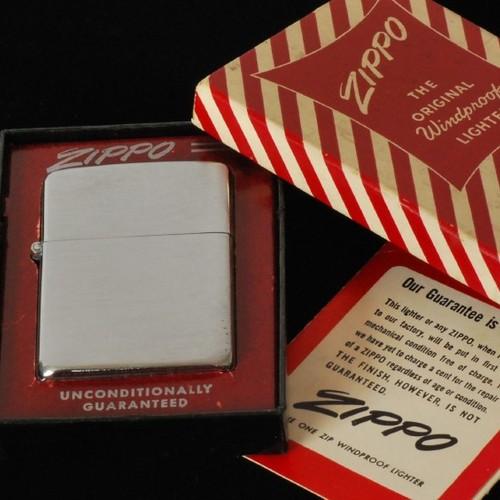 ZIPPO
THE
ORIGINAL
Windproof
LIGHTER
ZIPPO
UNCONDITIONALLY
GUARANTEED
Our Guarantee is
This lighter or any ZIPPO, when
to our factory, will be put in first
mechanical condition free of charge.
we have yet to charge a cent for the repair
of a ZIPPO regardless of age or condition.
THE FINISH, HOWEVER, IS NOT
GUARANTEED.
ZIPPO
ONE ZIP WINDPROOF LIGHTER